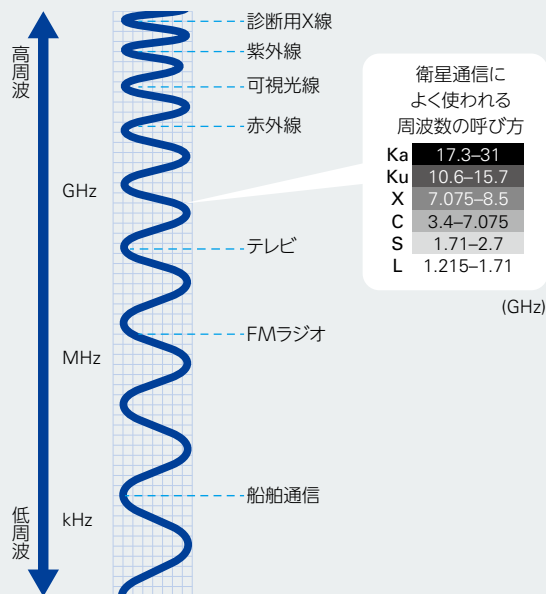 高周波
低周波
GHz
MHz
kHz
診断用X線
紫外線
可視光線
赤外線
テレビ
FMラジオ
船舶通信
衛星通信に
よく使われる
周波数の呼び方
Ka 17.3–31
Ku 10.6–15.7
X 7.075–8.5
C 3.4–7.075
S 1.71–2.7
L 1.215–1.71
(GHz)